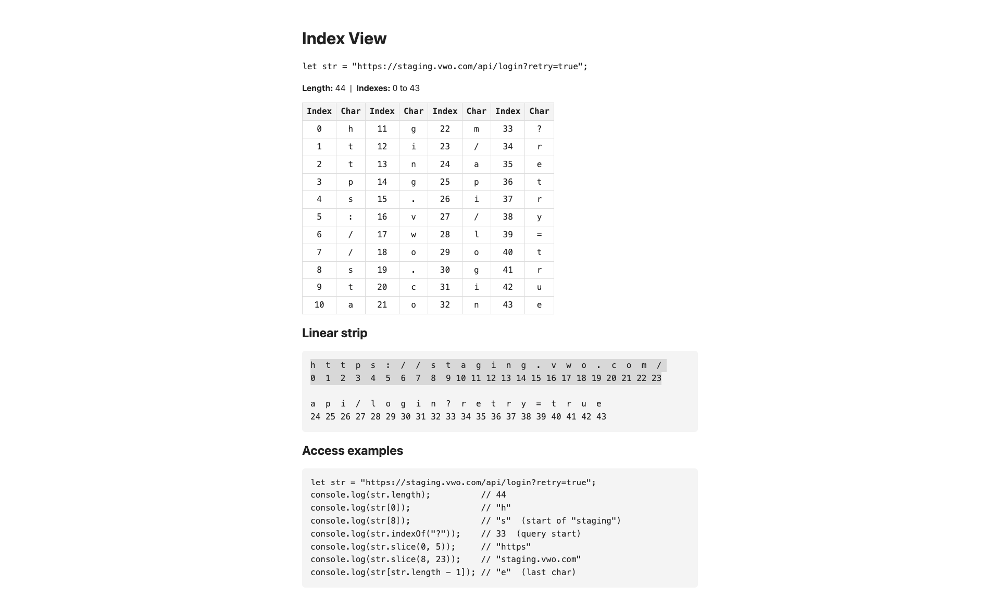 Index View
let str = "https://staging.vwo.com/api/login?retry=true";
Length: 44 | Indexes: 0 to 43
Index Char Index Char Index Char Index Char
0 h 11 g 22 m 33 ?
1 t 12 i 23 / 34 r
2 t 13 n 24 a 35 e
3 p 14 g 25 p 36 t
4 s 15 . 26 i 37 r
5 : 16 v 27 / 38 y
6 / 17 w 28 l 39 =
7 / 18 o 29 o 40 t
8 s 19 . 30 g 41 r
9 t 20 c 31 i 42 u
10 a 21 o 32 n 43 e
Linear strip
h  t  t  p  s  :  /  /  s  t  a  g  i  n  g  .  v  w  o  .  c  o  m  /
0  1  2  3  4  5  6  7  8  9 10 11 12 13 14 15 16 17 18 19 20 21 22 23
a  p  i  /  l  o  g  i  n  ?  r  e  t  r  y  =  t  r  u  e
24 25 26 27 28 29 30 31 32 33 34 35 36 37 38 39 40 41 42 43
Access examples
let str = "https://staging.vwo.com/api/login?retry=true";
console.log(str.length);          // 44
console.log(str[0]);              // "h"
console.log(str[8]);              // "s"  (start of "staging")
console.log(str.indexOf("?"));    // 33  (query start)
console.log(str.slice(0, 5));     // "https"
console.log(str.slice(8, 23));    // "staging.vwo.com"
console.log(str[str.length - 1]); // "e"  (last char)